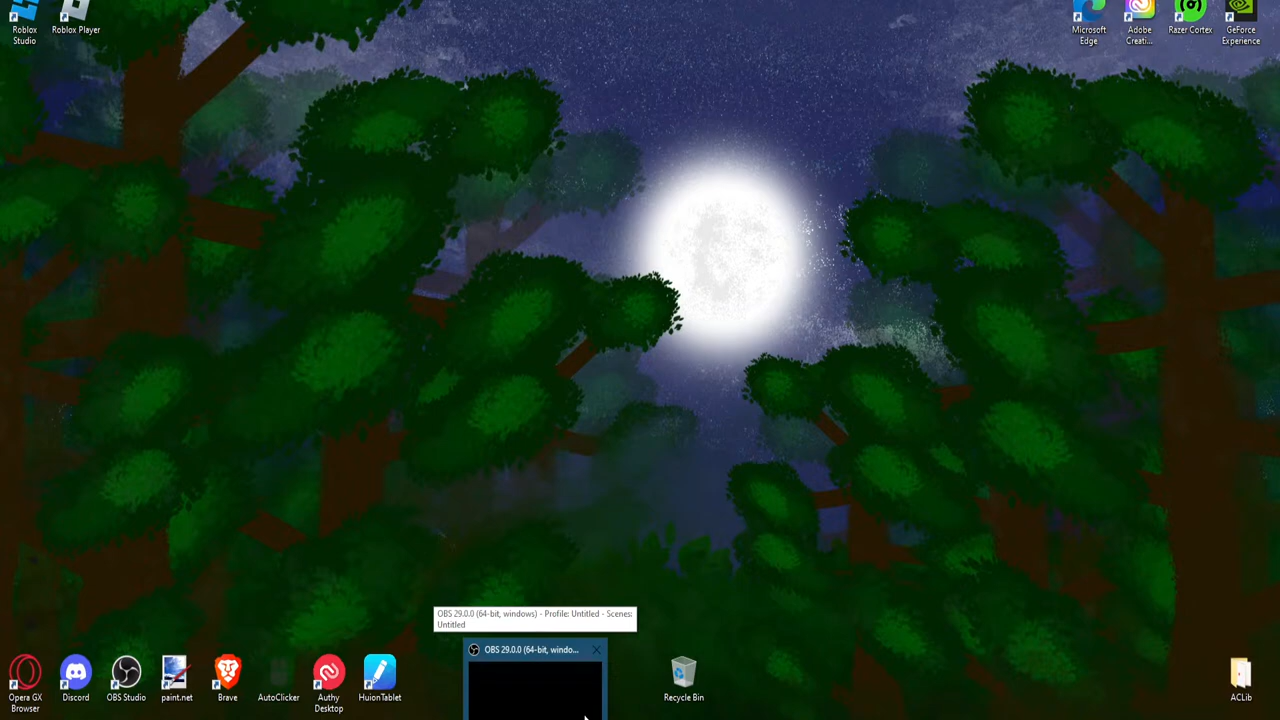 Roblox
Studio
Roblox Player
Microsoft
Edge
Adobe
Creati...
Razer Cortex
GeForce
Experience
OBS 29.0.0 (64-bit, windows) - Profile: Untitled - Scenes:
Untitled
OBS 29.0.0 (64-bit, windo...
Opera GX
Browser
Discord
OBS Studio
paint.net
Brave
AutoClicker
Authy
Desktop
HuionTablet
Recycle Bin
ACLib